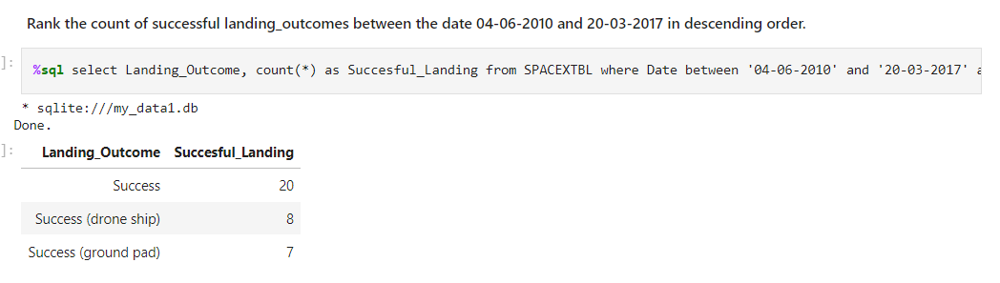 Rank the count of successful landing_outcomes between the date 04-06-2010 and 20-03-2017 in descending order.
]: %sql select Landing_Outcome, count(*) as Succesful_Landing from SPACEXTBL where Date between '04-06-2010' and '20-03-2017' a
* sqlite:///my_data1.db
Done.
]: Landing_Outcome Succesful_Landing
Success 20
Success (drone ship) 8
Success (ground pad) 7